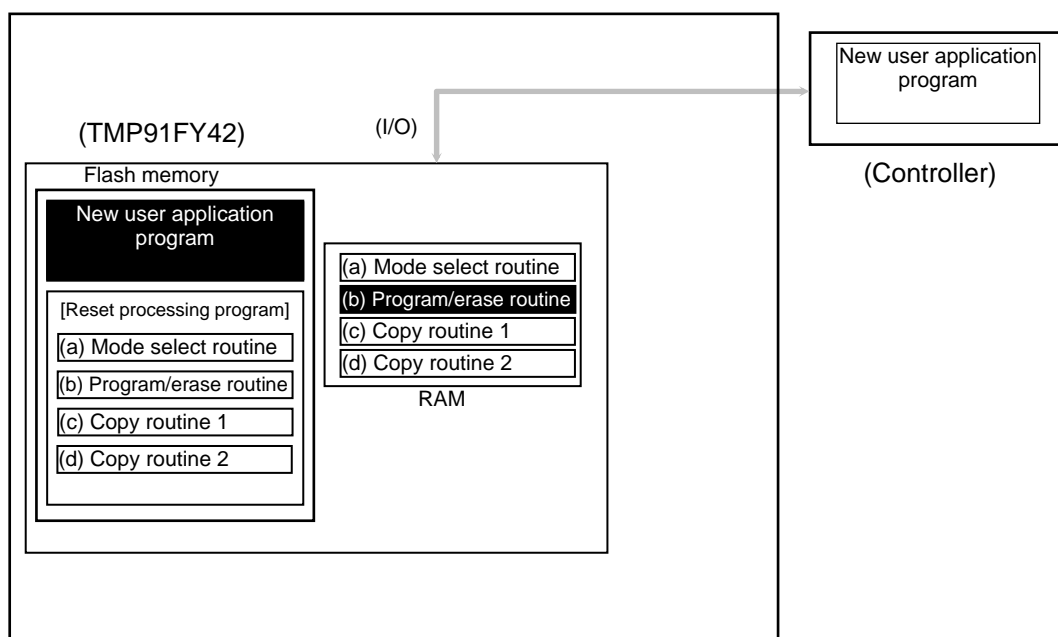 New user application
program
(Controller)
(I/O)
(TMP91FY42)
Flash memory
New user application
program
[Reset processing program]
(a) Mode select routine
(b) Program/erase routine
(c) Copy routine 1
(d) Copy routine 2
(a) Mode select routine
(b) Program/erase routine
(c) Copy routine 1
(d) Copy routine 2
RAM